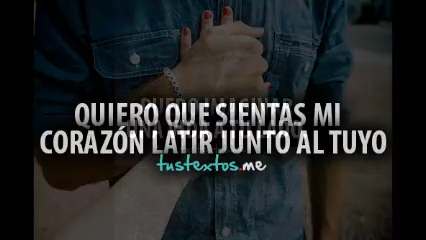 QUIERO QUE SIENTAS MI
CORAZÓN LATIR JUNTO AL TUYO
tustextos.me